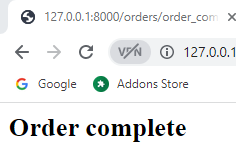 127.0.0.1:8000/orders/order_com
VPN 127.0.0.1
Google Addons Store
Order complete